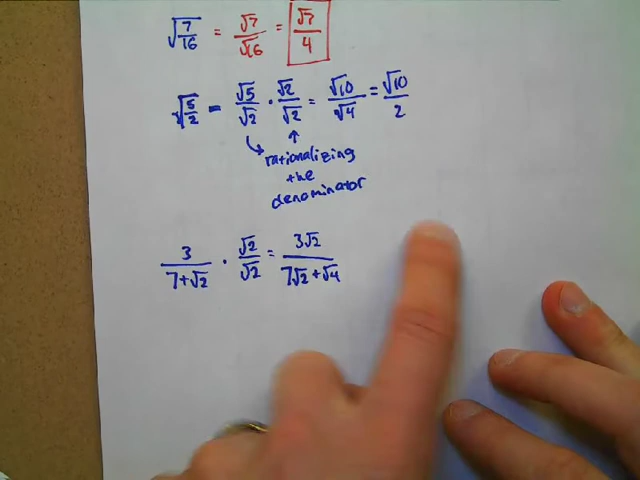 √7/16 = √7/√16 = √7/4
√5/2 = √5/√2 · √2/√2 = √10/√4 = √10/2
rationalizing
the
denominator
3/7+√2 · √2/√2 = 3√2/7√2+√4